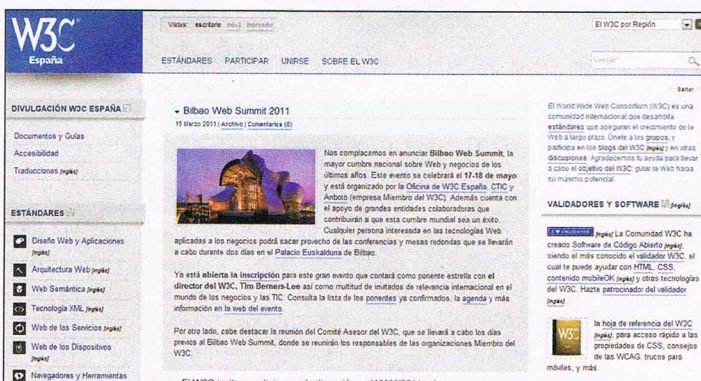 W3C
España
Vistas: escritorio móvil impresión
El W3C por Región
ESTÁNDARES PARTICIPAR UNIRSE SOBRE EL W3C
Google
Saltar
DIVULGACIÓN W3C ESPAÑA
Documentos y Guías
Accesibilidad
Traducciones [inglés]
ESTÁNDARES
Diseño Web y Aplicaciones
[inglés]
Arquitectura Web [inglés]
Web Semántica [inglés]
Tecnología XML [inglés]
Web de los Servicios [inglés]
Web de los Dispositivos
[inglés]
Navegadores y Herramientas
Bilbao Web Summit 2011
15 Marzo 2011 | Archivo | Comentarios (0)
Nos complacemos en anunciar Bilbao Web Summit, la
mayor cumbre nacional sobre Web y negocios de los
últimos años. Este evento se celebrará el 17-18 de mayo
y está organizado por la Oficina de W3C España, CTIC y
Anboto (empresa Miembro del W3C). Además cuenta con
el apoyo de grandes entidades colaboradoras que
contribuirán a que esta cumbre mundial sea un éxito.
Cualquier persona interesada en las tecnologías Web
aplicadas a los negocios podrá sacar provecho de las conferencias y mesas redondas que se llevarán
a cabo durante dos días en el Palacio Euskalduna de Bilbao.
Ya está abierta la inscripción para este gran evento que contará como ponente estrella con el
director del W3C, Tim Berners-Lee así como multitud de invitados de relevancia internacional en el
mundo de los negocios y las TIC. Consulta la lista de los ponentes ya confirmados, la agenda y más
información en la web del evento.
Por otro lado, cabe destacar la reunión del Comité Asesor del W3C, que se llevará a cabo los días
previos al Bilbao Web Summit, donde se reunirán los responsables de las organizaciones Miembro del
W3C.
El World Wide Web Consortium (W3C) es una
comunidad internacional que desarrolla
estándares que aseguran el crecimiento de la
Web a largo plazo. Únete a los grupos, y
participa en los blogs del W3C [inglés] y en otras
discusiones. Agradecemos tu ayuda para llevar
a cabo el objetivo del W3C: guiar la Web hacia
su máximo potencial.
VALIDADORES Y SOFTWARE [inglés]
[inglés] La Comunidad W3C ha
creado Software de Código Abierto [inglés],
siendo el más conocido el validador W3C, el
cual te puede ayudar con HTML, CSS,
contenido mobileOK [inglés] y otras tecnologías
del W3C. Hazte patrocinador del validador
[inglés]
W3C
la hoja de referencia del W3C
[inglés], para acceso rápido a las
propiedades de CSS, consejos
de las WCAG, trucos para
móviles, y más.